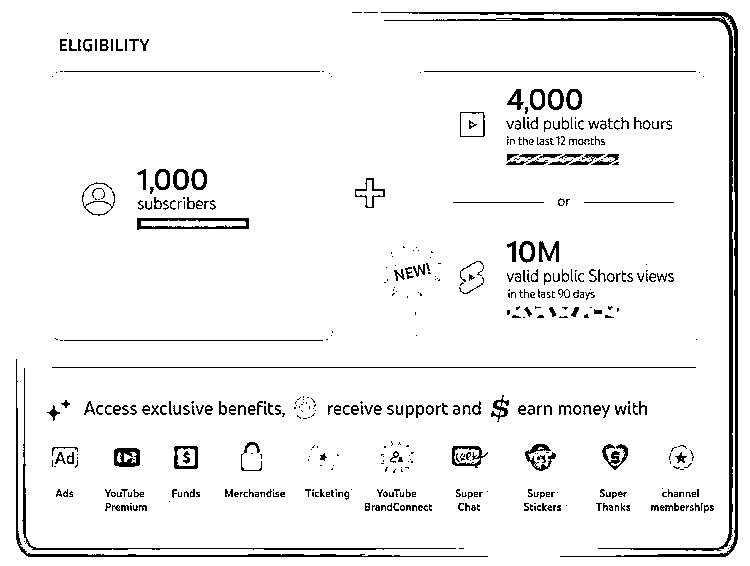 ELIGIBILITY
1,000
subscribers
4,000
valid public watch hours
in the last 12 months
or
NEW!
10M
valid public Shorts views
in the last 90 days
Access exclusive benefits, receive support and $ earn money with
Ad
Ads
YouTube
Premium
$
Funds
Merchandise
Ticketing
YouTube
BrandConnect
Super
Chat
Super
Stickers
$
Super
Thanks
channel
memberships